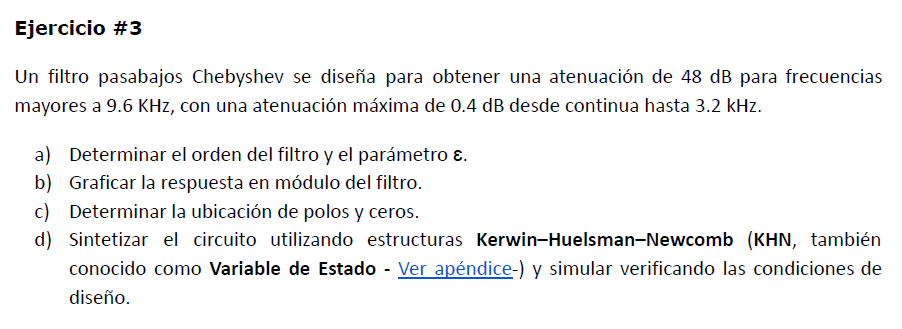 Ejercicio #3
Un filtro pasabajos Chebyshev se diseña para obtener una atenuación de 48 dB para frecuencias
mayores a 9.6 KHz, con una atenuación máxima de 0.4 dB desde continua hasta 3.2 kHz.
a) Determinar el orden del filtro y el parámetro ε.
b) Graficar la respuesta en módulo del filtro.
c) Determinar la ubicación de polos y ceros.
d) Sintetizar el circuito utilizando estructuras Kerwin–Huelsman–Newcomb (KHN, también
conocido como Variable de Estado - Ver apéndice-) y simular verificando las condiciones de
diseño.